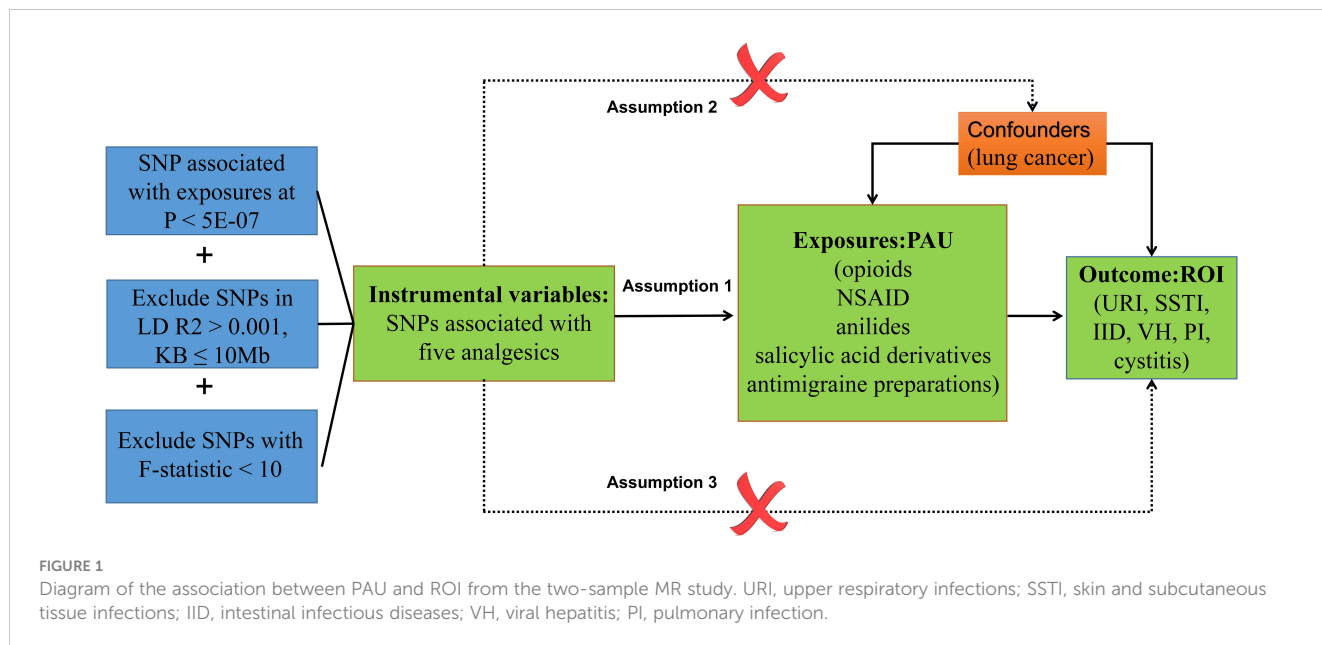 Assumption 2
Confounders
(lung cancer)
SNP associated
with exposures at
P < 5E-07
+
Exclude SNPs in
LD R2 > 0.001,
KB ≤ 10Mb
+
Exclude SNPs with
F-statistic < 10
Instrumental variables:
SNPs associated with
five analgesics
Assumption 1
Exposures:PAU
(opioids
NSAID
anilides
salicylic acid derivatives
antimigraine preparations)
Outcome:ROI
(URI, SSTI,
IID, VH, PI,
cystitis)
Assumption 3
FIGURE 1
Diagram of the association between PAU and ROI from the two-sample MR study. URI, upper respiratory infections; SSTI, skin and subcutaneous
tissue infections; IID, intestinal infectious diseases; VH, viral hepatitis; PI, pulmonary infection.